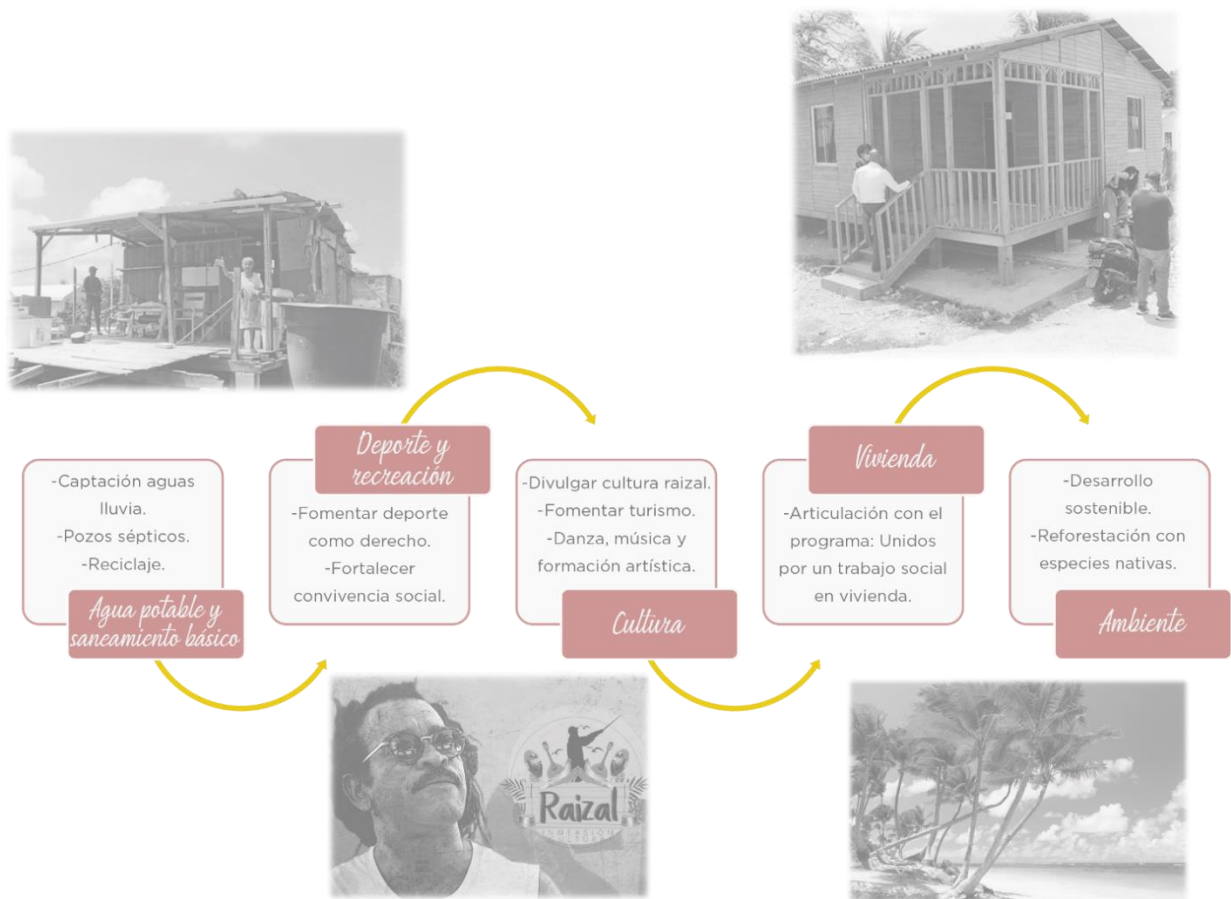 -Captación aguas
lluvia.
-Pozos sépticos.
-Reciclaje.
Agua potable y
saneamiento básico
Deporte y
recreación
-Fomentar deporte
como derecho.
-Fortalecer
convivencia social.
-Divulgar cultura raizal.
-Fomentar turismo.
-Danza, música y
formación artística.
Cultura
Vivienda
-Articulación con el
programa: Unidos
por un trabajo social
en vivienda.
-Desarrollo
sostenible.
-Reforestación con
especies nativas.
Ambiente
Raizal
INMERSIÓN
CULTURAL